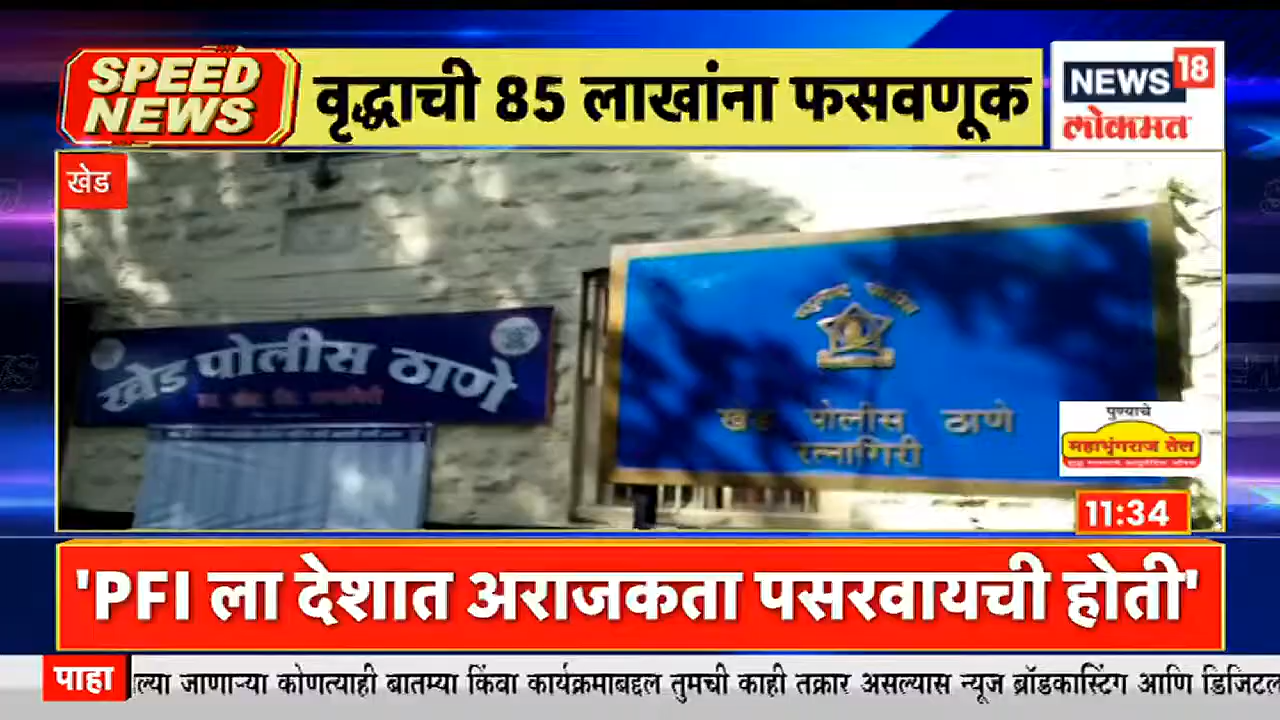 SPEED
NEWS
वृद्धाची 85 लाखांना फसवणूक
NEWS18
लोकमत
खेड
खेड पोलीस ठाणे
खेड पोलीस ठाणे
रत्नागिरी
पुण्याचे
महाभृंगराज तेल
11:34
'PFI ला देशात अराजकता पसरवायची होती'
पाहा
ल्या जाणाऱ्या कोणत्याही बातम्या किंवा कार्यक्रमाबद्दल तुमची काही तक्रार असल्यास न्यूज ब्रॉडकास्टिंग आणि डिजिटल